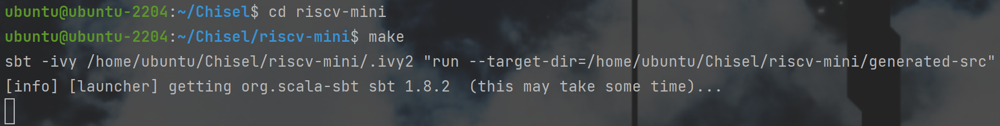 ubuntu@ubuntu-2204:~/Chisel$ cd riscv-mini
ubuntu@ubuntu-2204:~/Chisel/riscv-mini$ make
sbt -ivy /home/ubuntu/Chisel/riscv-mini/.ivy2 "run --target-dir=/home/ubuntu/Chisel/riscv-mini/generated-src"
[info] [launcher] getting org.scala-sbt sbt 1.8.2  (this may take some time)...